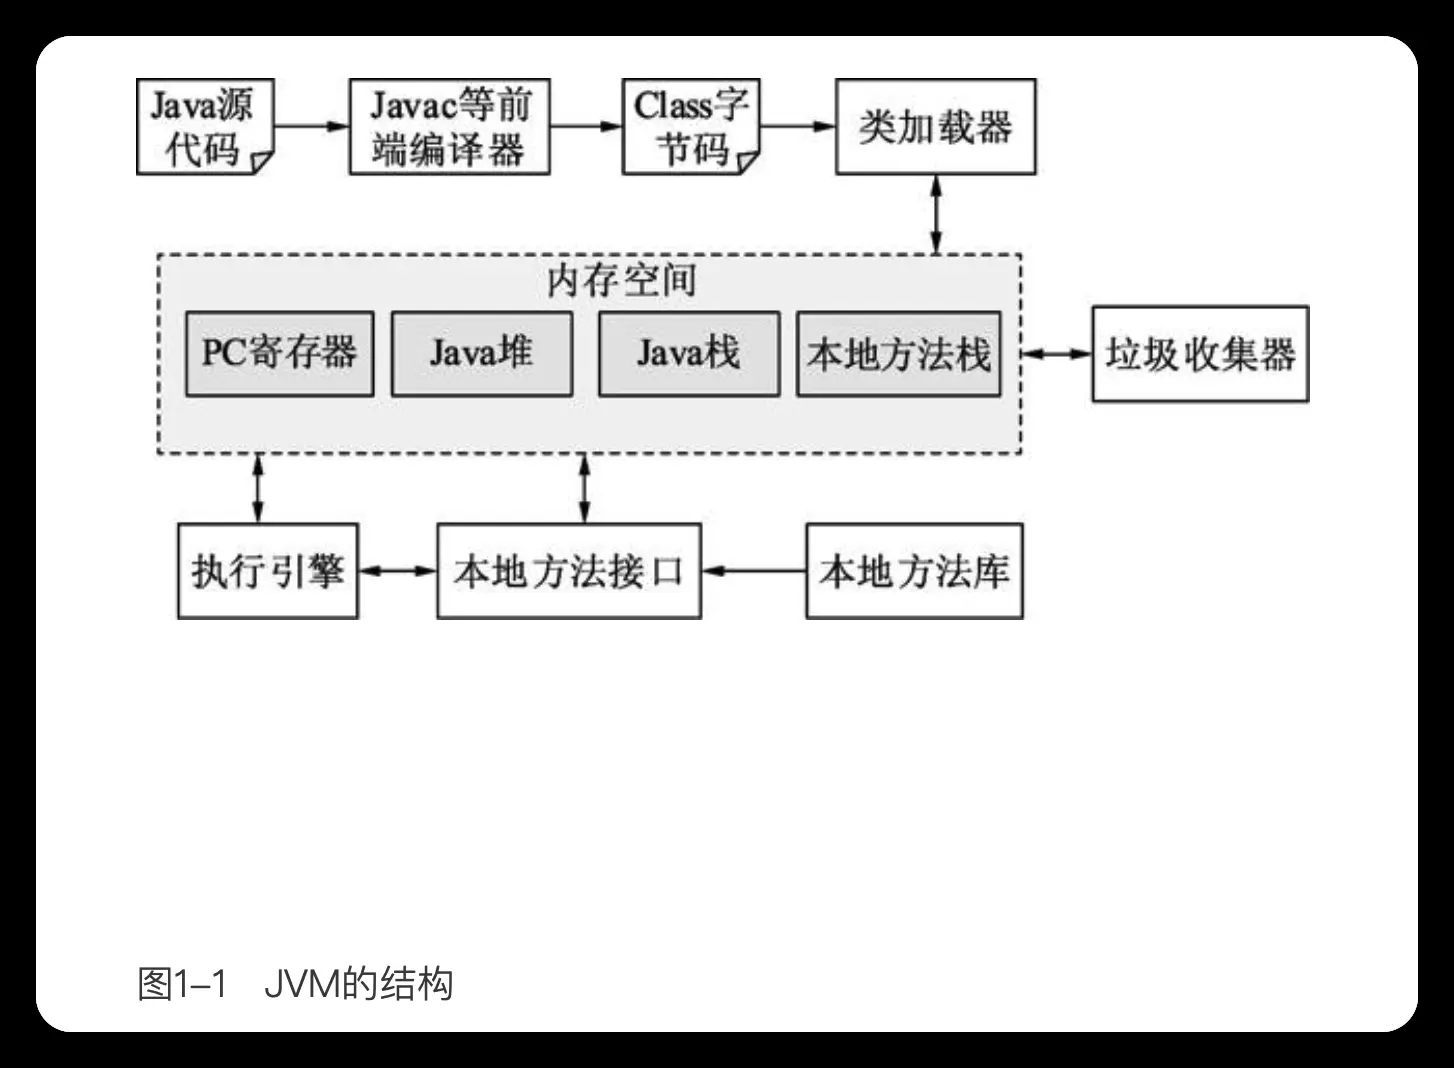 Java源
代码
Javac等前
端编译器
Class字
节码
类加载器
内存空间
PC寄存器
Java堆
Java栈
本地方法栈
垃圾收集器
执行引擎
本地方法接口
本地方法库
图1–1 JVM的结构